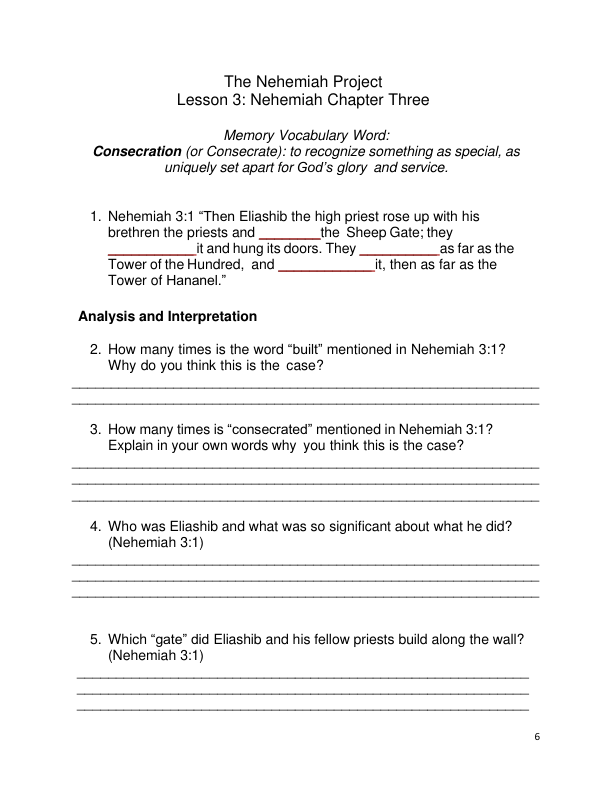 The Nehemiah Project
Lesson 3: Nehemiah Chapter Three
Memory Vocabulary Word:
Consecration (or Consecrate): to recognize something as special, as
uniquely set apart for God's glory and service.
1. Nehemiah 3:1 “Then Eliashib the high priest rose up with his
brethren the priests and ________the Sheep Gate; they
___________it and hung its doors. They __________as far as the
Tower of the Hundred, and ____________it, then as far as the
Tower of Hananel.”
Analysis and Interpretation
2. How many times is the word “built” mentioned in Nehemiah 3:1?
Why do you think this is the case?
3. How many times is “consecrated” mentioned in Nehemiah 3:1?
Explain in your own words why you think this is the case?
4. Who was Eliashib and what was so significant about what he did?
(Nehemiah 3:1)
5. Which “gate” did Eliashib and his fellow priests build along the wall?
(Nehemiah 3:1)
6